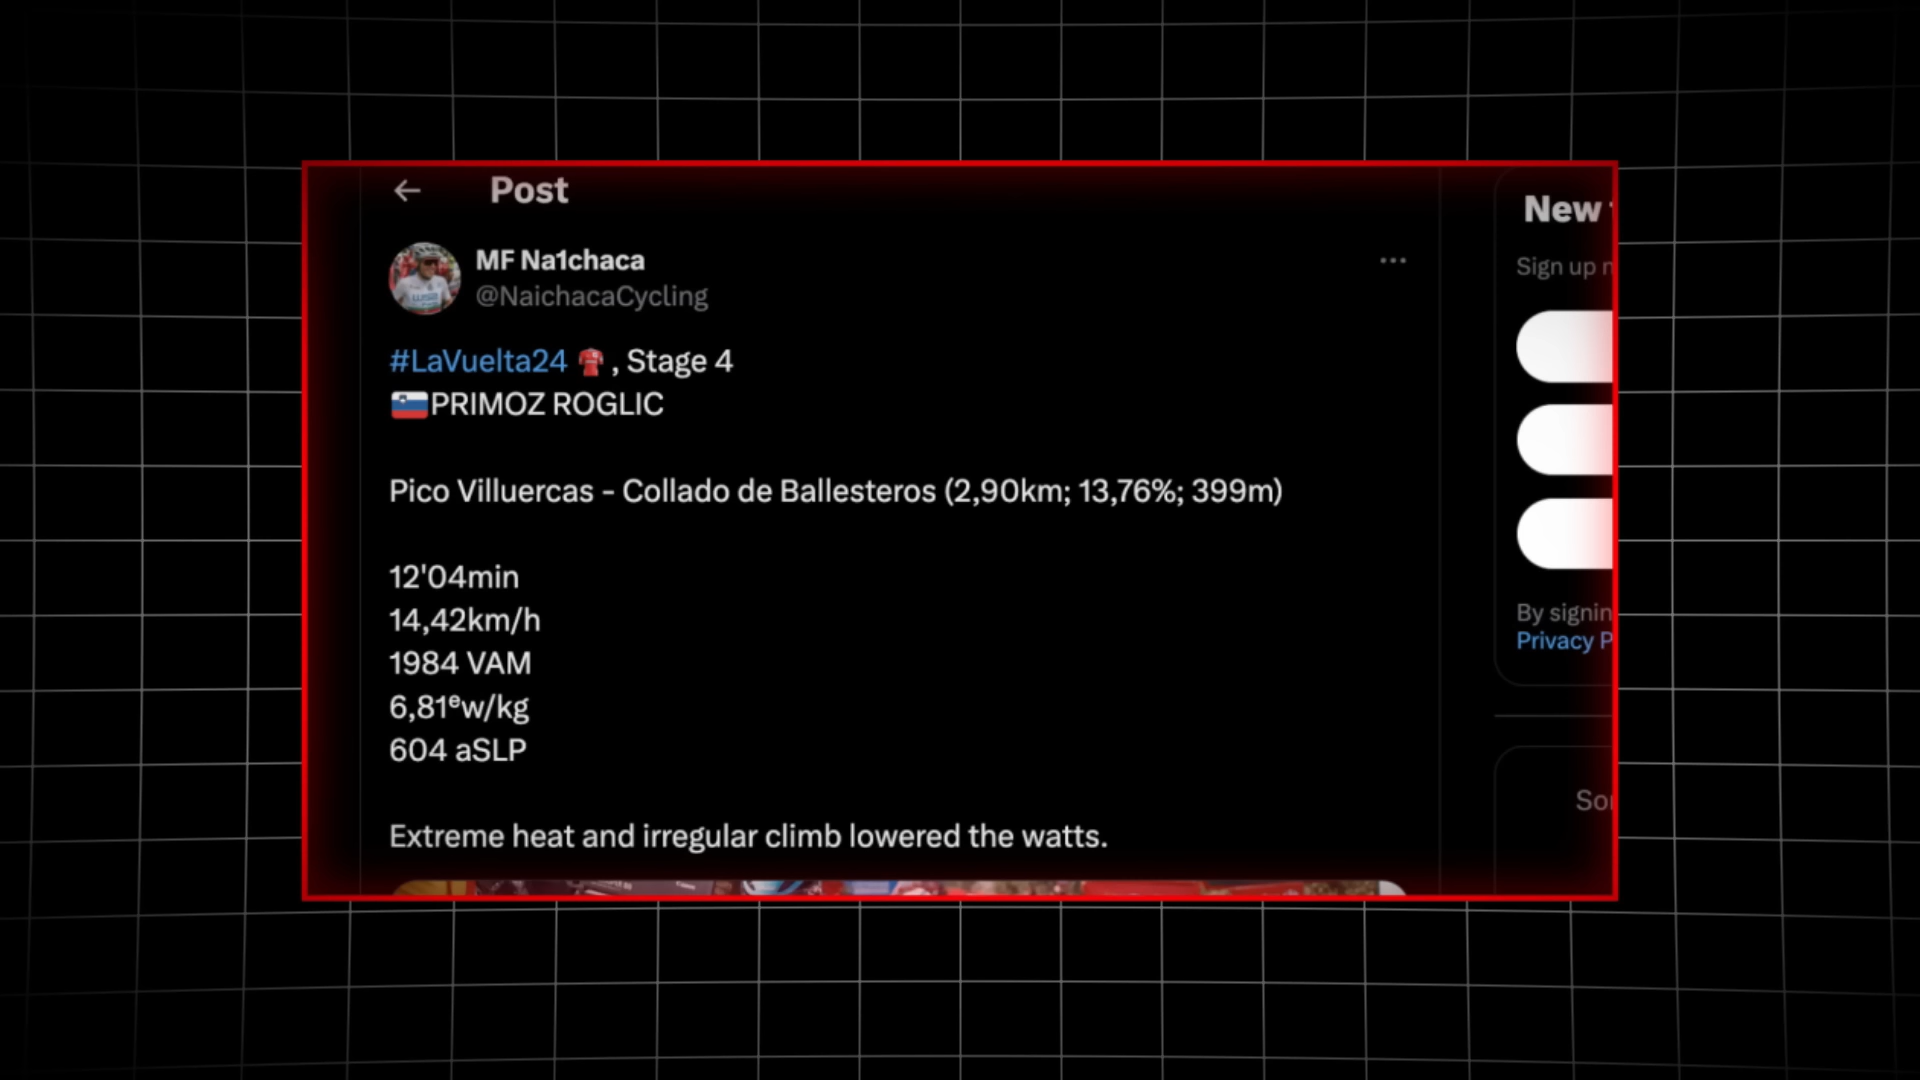 Post
MF Na1chaca
@NaichacaCycling
#LaVuelta24 , Stage 4
PRIMOZ ROGLIC
Pico Villuercas - Collado de Ballesteros (2,90km; 13,76%; 399m)
12'04min
14,42km/h
1984 VAM
6,81ᵉw/kg
604 aSLP
Extreme heat and irregular climb lowered the watts.
New
Sign up
By signin
Privacy P